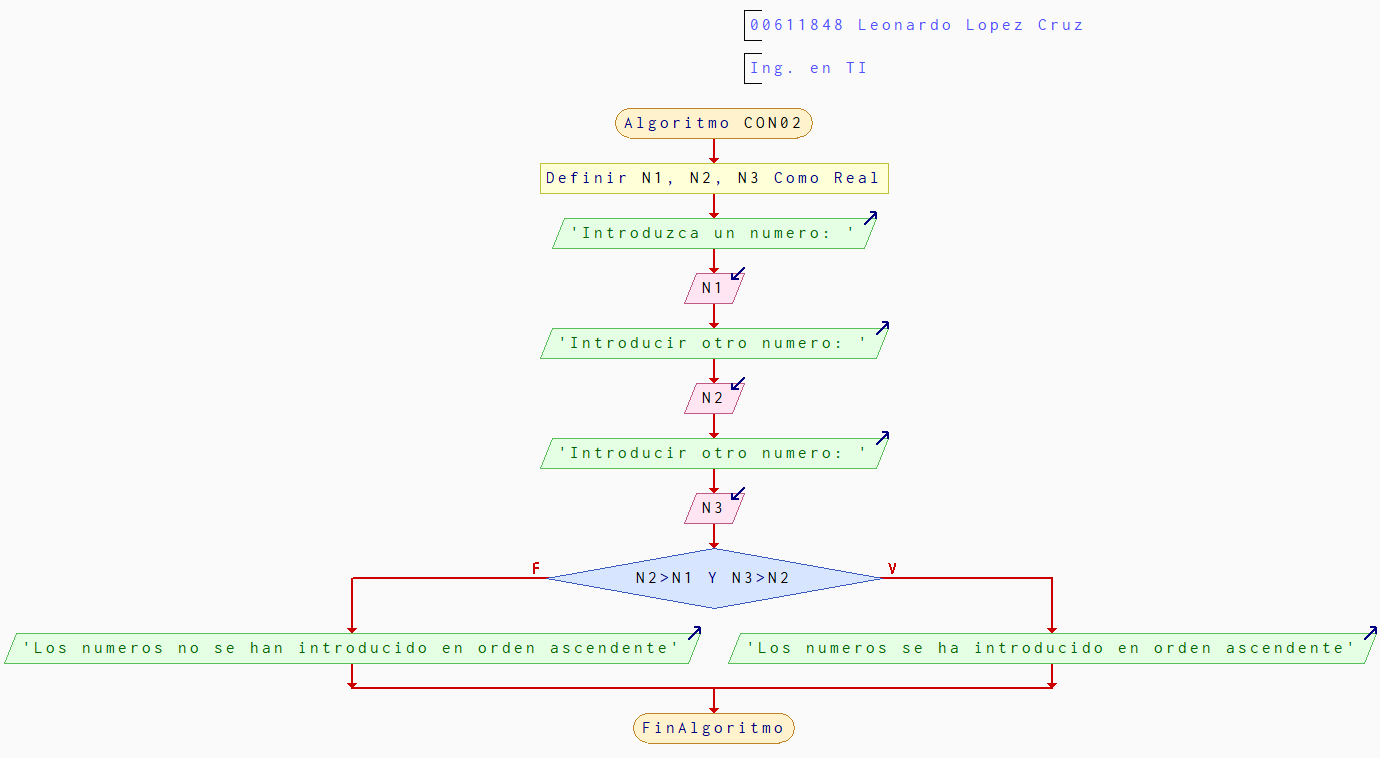 00611848 Leonardo Lopez Cruz
Ing. en TI
Algoritmo CON02
Definir N1, N2, N3 Como Real
'Introduzca un numero: '
N1
'Introducir otro numero: '
N2
'Introducir otro numero: '
N3
F
V
N2>N1 Y N3>N2
'Los numeros no se han introducido en orden ascendente'
'Los numeros se ha introducido en orden ascendente'
FinAlgoritmo